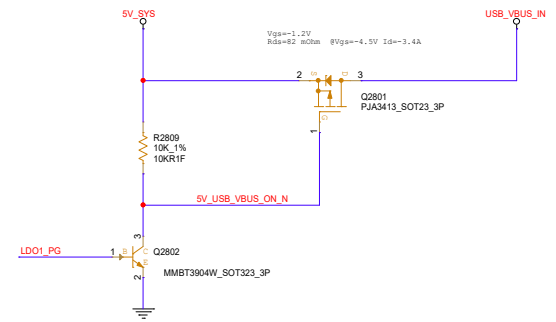 5V_SYS
USB_VBUS_IN
Vgs=-1.2V
Rds=82 mOhm @Vgs=-4.5V Id=-3.4A
2
S
D
3
Q2801
PJA3413_SOT23_3P
G
1
R2809
10K_1%
10KR1F
5V_USB_VBUS_ON_N
3
LDO1_PG
1
B
C
E
Q2802
2
MMBT3904W_SOT323_3P